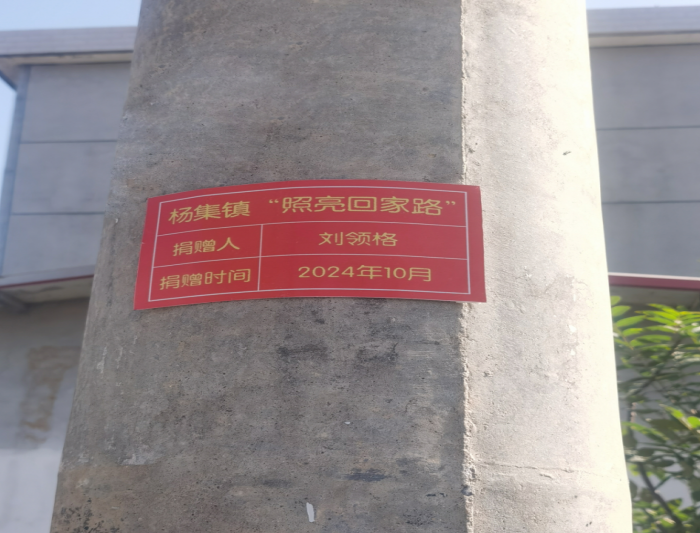 杨集镇 “照亮回家路”
捐赠人 刘领格
捐赠时间 2024年10月